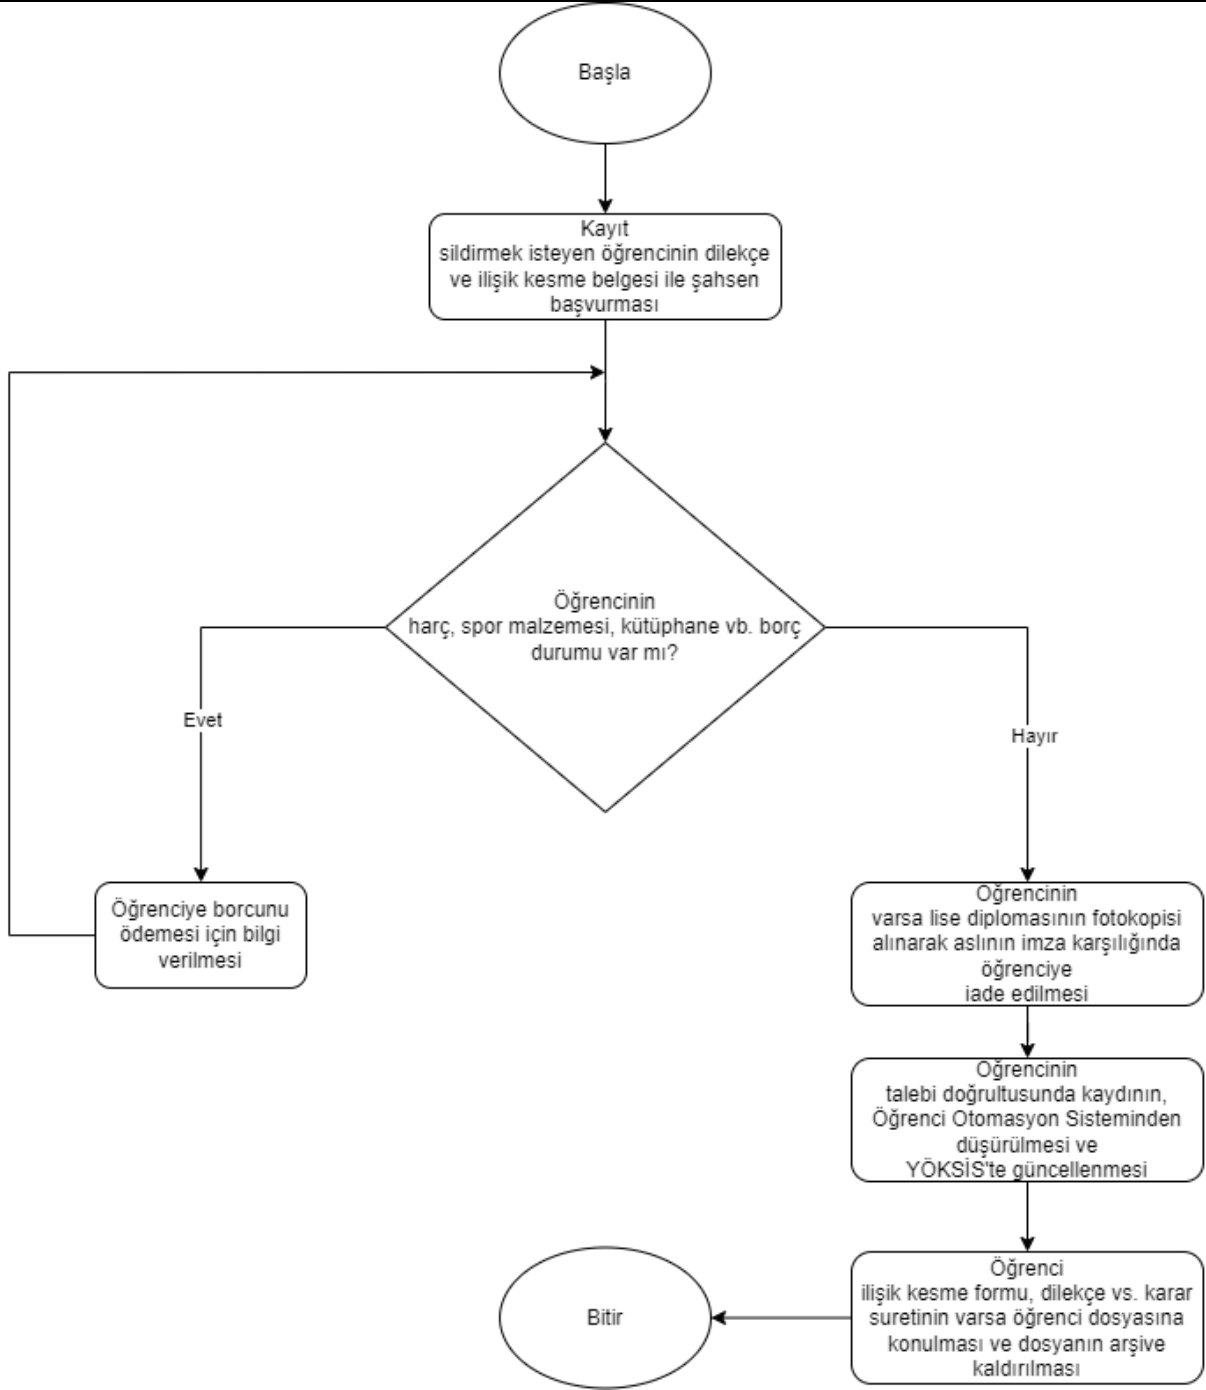 Başla
Kayıt
sildirmek isteyen öğrencinin dilekçe
ve ilişik kesme belgesi ile şahsen
başvurması
Öğrencinin
harç, spor malzemesi, kütüphane vb. borç
durumu var mı?
Evet
Hayır
Öğrenciye borcunu
ödemesi için bilgi
verilmesi
Öğrencinin
varsa lise diplomasının fotokopisi
alınarak aslının imza karşılığında
öğrenciye
iade edilmesi
Öğrencinin
talebi doğrultusunda kaydının,
Öğrenci Otomasyon Sisteminden
düşürülmesi ve
YÖKSİS'te güncellenmesi
Öğrenci
ilişik kesme formu, dilekçe vs. karar
suretinin varsa öğrenci dosyasına
konulması ve dosyanın arşive
kaldırılması
Bitir